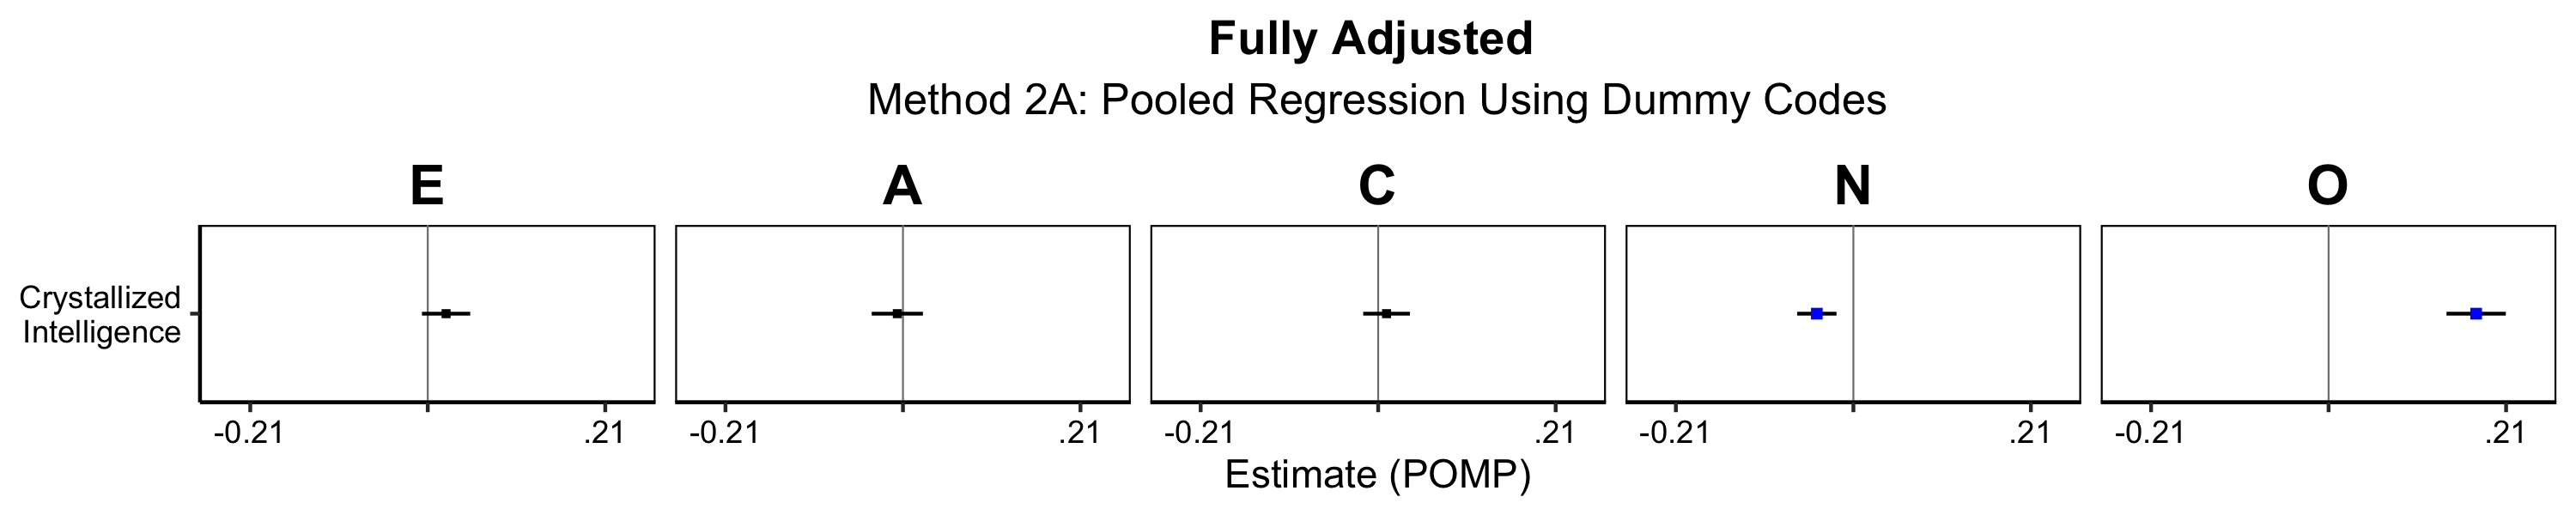 Fully Adjusted
Method 2A: Pooled Regression Using Dummy Codes
E A C N O
Crystallized
Intelligence
-0.21 .21 -0.21 .21 -0.21 .21 -0.21 .21 -0.21 .21
Estimate (POMP)